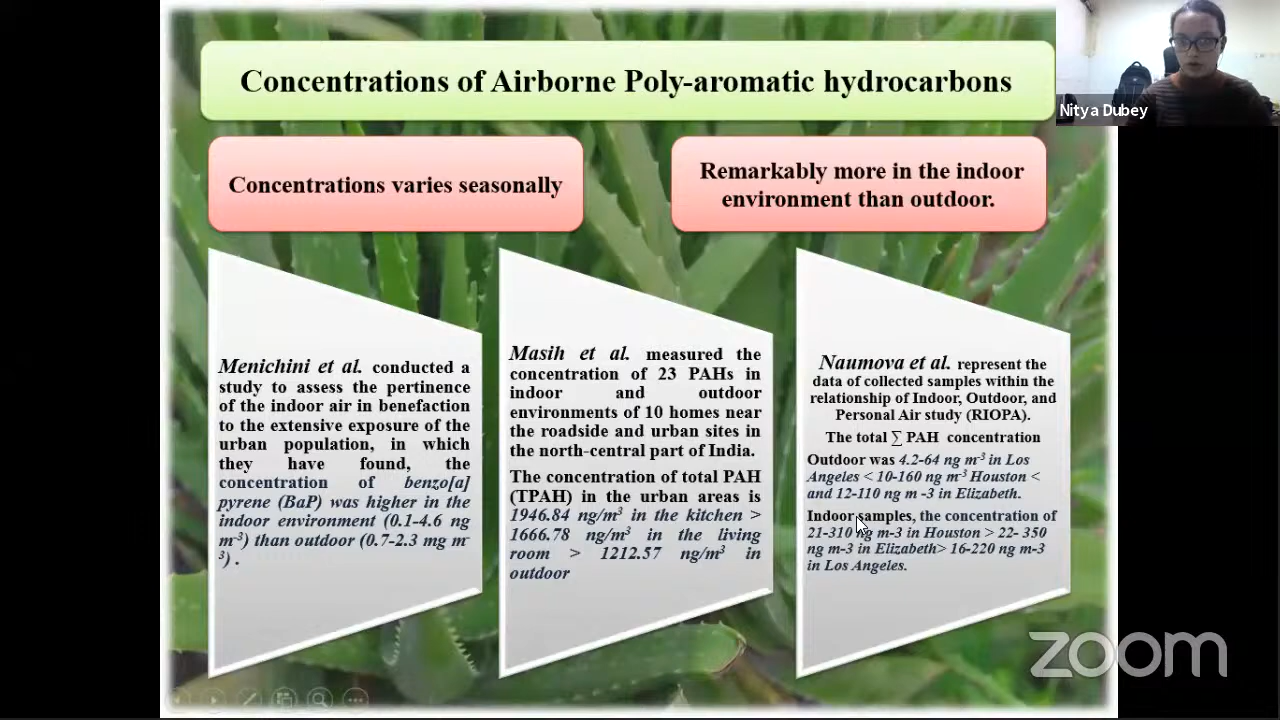 Concentrations of Airborne Poly-aromatic hydrocarbons
Nitya Dubey
Concentrations varies seasonally
Remarkably more in the indoor
environment than outdoor.
Menichini et al. conducted a
study to assess the pertinence
of the indoor air in benefaction
to the extensive exposure of the
urban population, in which
they have found, the
concentration of benzo[a]
pyrene (BaP) was higher in the
indoor environment (0.1-4.6 ng
m-3) than outdoor (0.7-2.3 mg m-
3) .
Masih et al. measured the
concentration of 23 PAHs in
indoor and outdoor
environments of 10 homes near
the roadside and urban sites in
the north-central part of India.
The concentration of total PAH
(TPAH) in the urban areas is
1946.84 ng/m3 in the kitchen >
1666.78 ng/m3 in the living
room > 1212.57 ng/m3 in
outdoor
Naumova et al. represent the
data of collected samples within the
relationship of Indoor, Outdoor, and
Personal Air study (RIOPA).
The total ∑ PAH concentration
Outdoor was 4.2-64 ng m-3 in Los
Angeles < 10-160 ng m-3 Houston <
and 12-110 ng m -3 in Elizabeth.
Indoor samples, the concentration of
21-310 ng m-3 in Houston > 22- 350
ng m-3 in Elizabeth> 16-220 ng m-3
in Los Angeles.
zoom